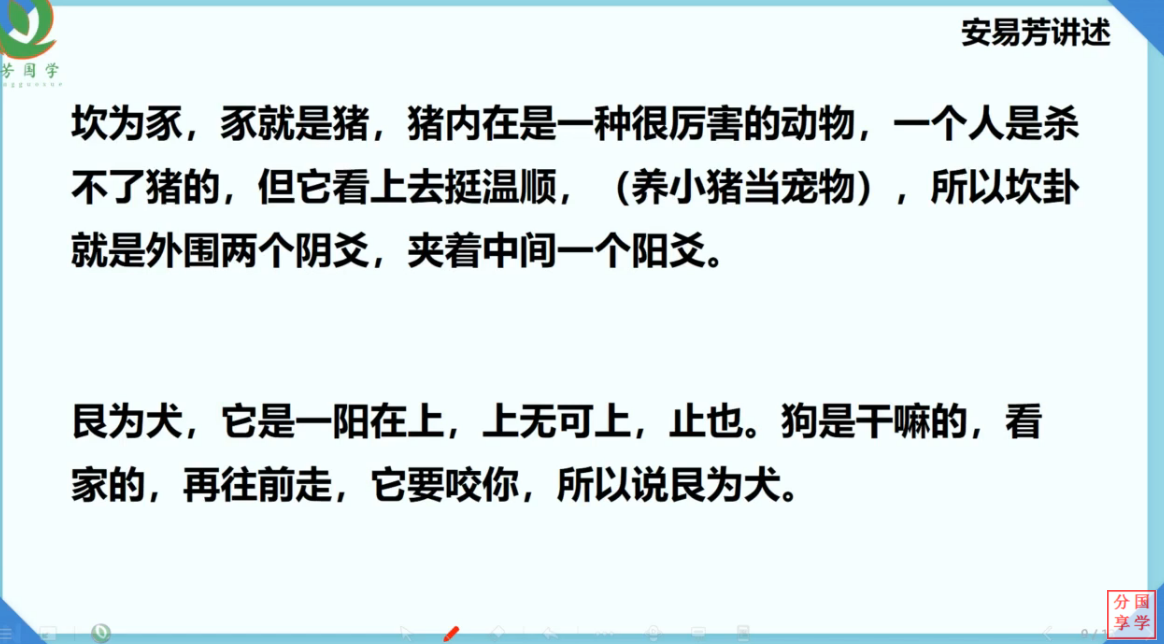 安易芳讲述
芳国学
坎为豕，豕就是猪，猪内在是一种很厉害的动物，一个人是杀
不了猪的，但它看上去挺温顺，（养小猪当宠物），所以坎卦
就是外围两个阴爻，夹着中间一个阳爻。
艮为犬，它是一阳在上，上无可上，止也。狗是干嘛的，看
家的，再往前走，它要咬你，所以说艮为犬。
分国
享学